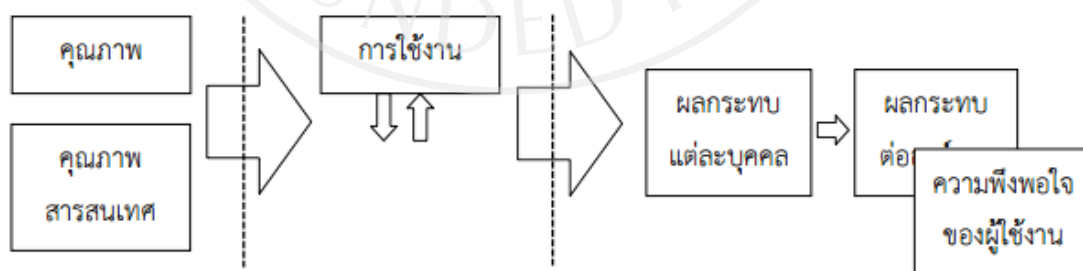 คุณภาพ
คุณภาพ
สารสนเทศ
การใช้งาน
ผลกระทบ
แต่ละบุคคล
ผลกระทบ
ความพึงพอใจ
ของผู้ใช้งาน